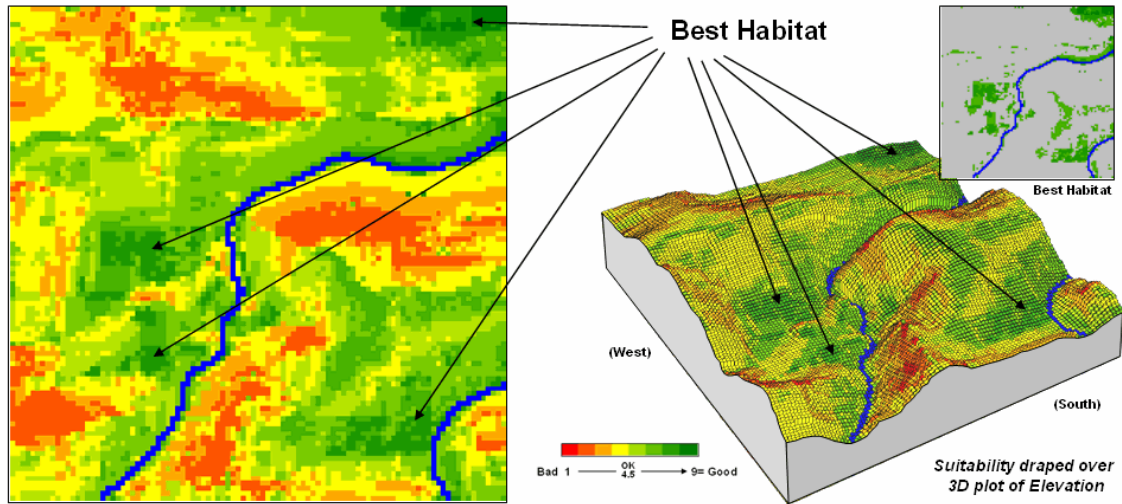 Best Habitat
Best Habitat
(West)
(South)
OK
Bad 1 4.5 9= Good
Suitability draped over
3D plot of Elevation